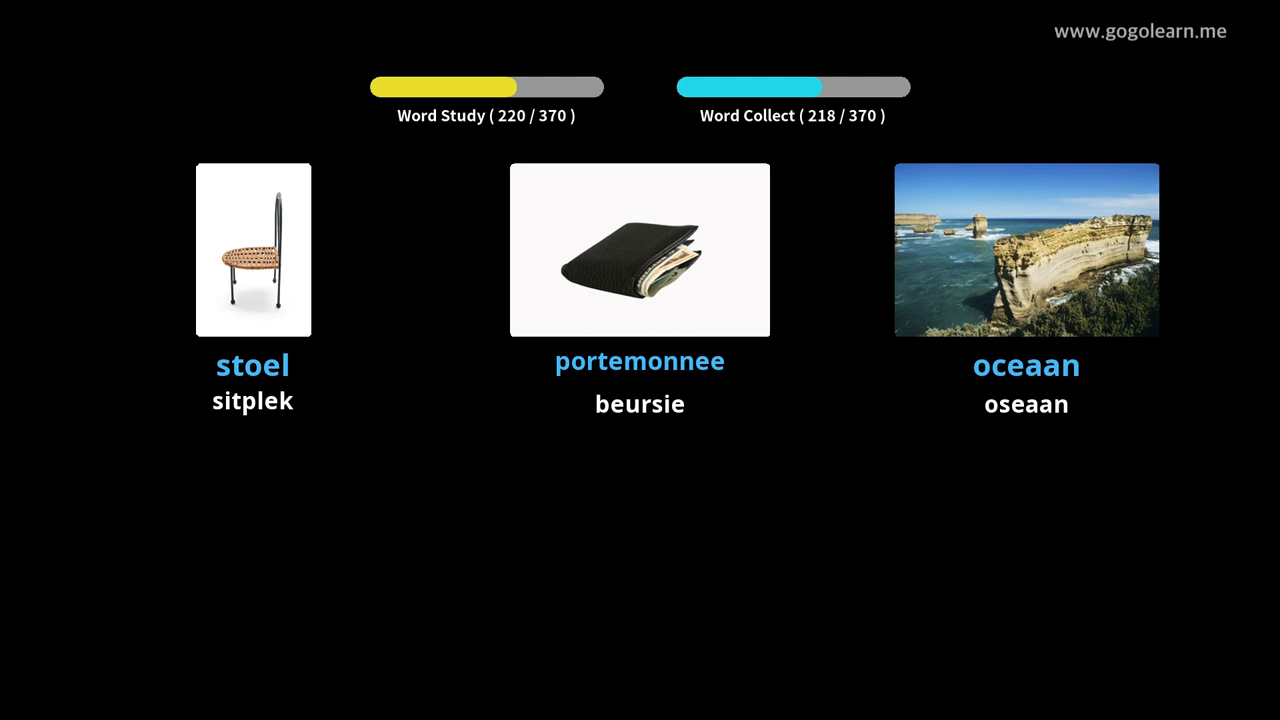 www.gogolearn.me
Word Study ( 220 / 370 )
Word Collect ( 218 / 370 )
stoel
sitplek
portemonnee
beursie
oceaan
oseaan